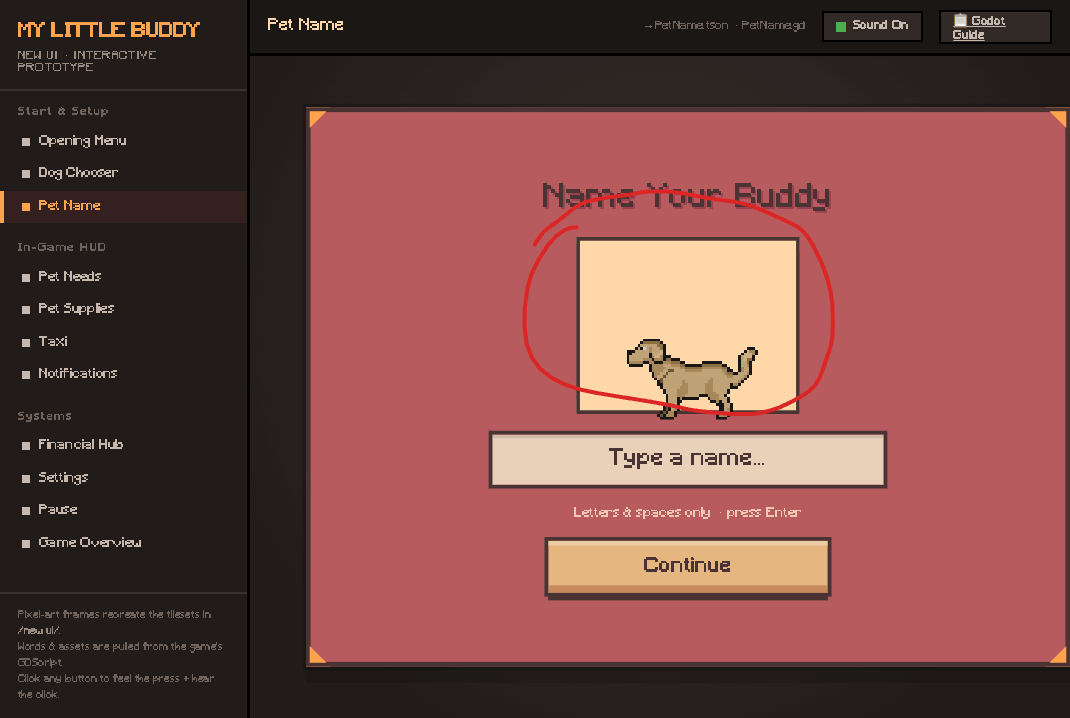 MY LITTLE BUDDY
NEW UI · INTERACTIVE
PROTOTYPE
Start & Setup
Opening Menu
Dog Chooser
Pet Name
In-Game HUD
Pet Needs
Pet Supplies
Taxi
Notifications
Systems
Financial Hub
Settings
Pause
Game Overview
Pixel-art frames recreate the tilesets in
/new ui/.
Words & assets are pulled from the game's
GDScript.
Click any button to feel the press + hear
the click.
Pet Name
→ PetName.tscn · PetName.gd
Sound On
📋 Godot
Guide
Name Your Buddy
Type a name...
Letters & spaces only · press Enter
Continue